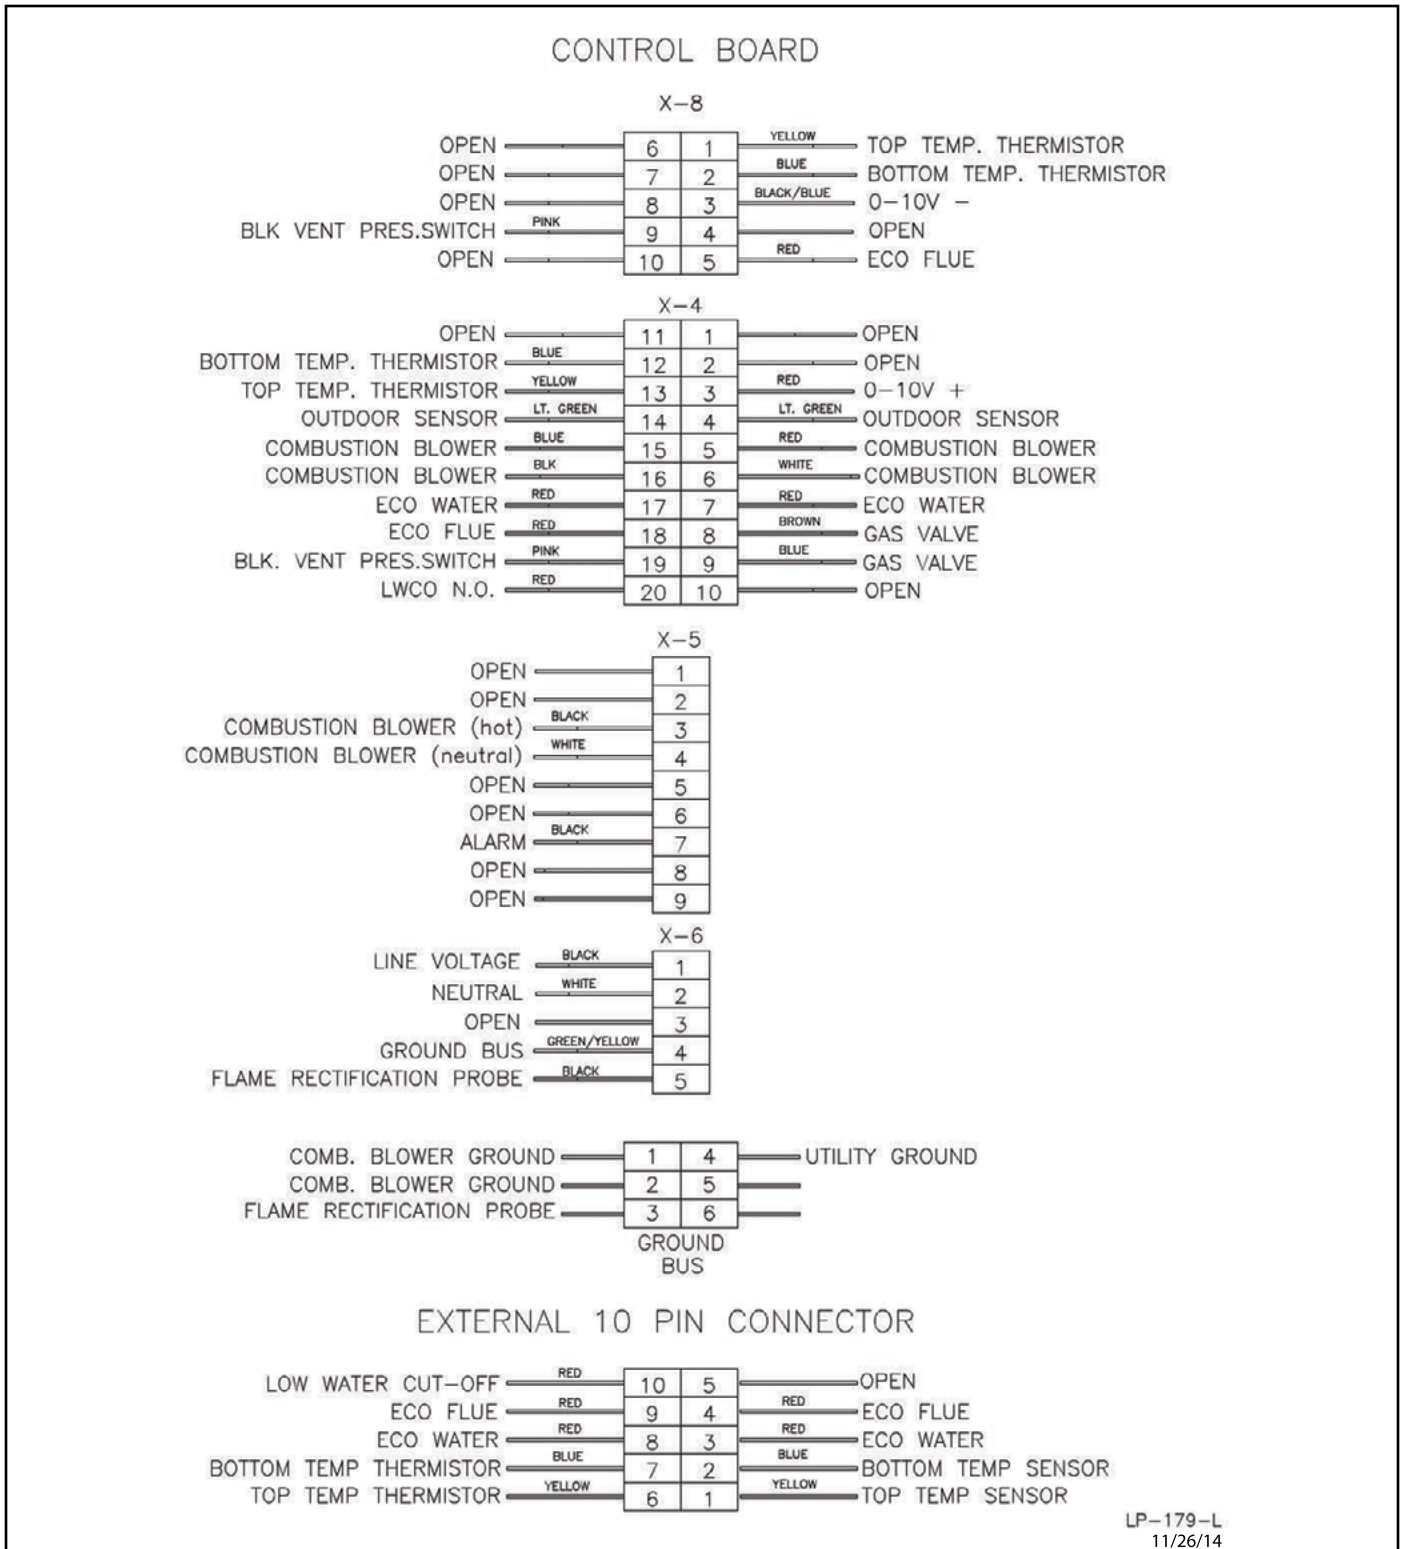 CONTROL BOARD
X-8
OPEN 6 1 YELLOW TOP TEMP. THERMISTOR
OPEN 7 2 BLUE BOTTOM TEMP. THERMISTOR
OPEN 8 3 BLACK/BLUE 0-10V -
BLK VENT PRES.SWITCH PINK 9 4 OPEN
OPEN 10 5 RED ECO FLUE
X-4
OPEN 11 1 OPEN
BOTTOM TEMP. THERMISTOR BLUE 12 2 OPEN
TOP TEMP. THERMISTOR YELLOW 13 3 RED 0-10V +
OUTDOOR SENSOR LT. GREEN 14 4 LT. GREEN OUTDOOR SENSOR
COMBUSTION BLOWER BLUE 15 5 RED COMBUSTION BLOWER
COMBUSTION BLOWER BLK 16 6 WHITE COMBUSTION BLOWER
ECO WATER RED 17 7 RED ECO WATER
ECO FLUE RED 18 8 BROWN GAS VALVE
BLK. VENT PRES.SWITCH PINK 19 9 BLUE GAS VALVE
LWCO N.O. RED 20 10 OPEN
X-5
OPEN 1
OPEN 2
COMBUSTION BLOWER (hot) BLACK 3
COMBUSTION BLOWER (neutral) WHITE 4
OPEN 5
OPEN 6
ALARM BLACK 7
OPEN 8
OPEN 9
X-6
LINE VOLTAGE BLACK 1
NEUTRAL WHITE 2
OPEN 3
GROUND BUS GREEN/YELLOW 4
FLAME RECTIFICATION PROBE BLACK 5
COMB. BLOWER GROUND 1 4 UTILITY GROUND
COMB. BLOWER GROUND 2 5
FLAME RECTIFICATION PROBE 3 6
GROUND
BUS
EXTERNAL 10 PIN CONNECTOR
LOW WATER CUT-OFF RED 10 5 OPEN
ECO FLUE RED 9 4 RED ECO FLUE
ECO WATER RED 8 3 RED ECO WATER
BOTTOM TEMP THERMISTOR BLUE 7 2 BLUE BOTTOM TEMP SENSOR
TOP TEMP THERMISTOR YELLOW 6 1 YELLOW TOP TEMP SENSOR
LP-179-L
11/26/14